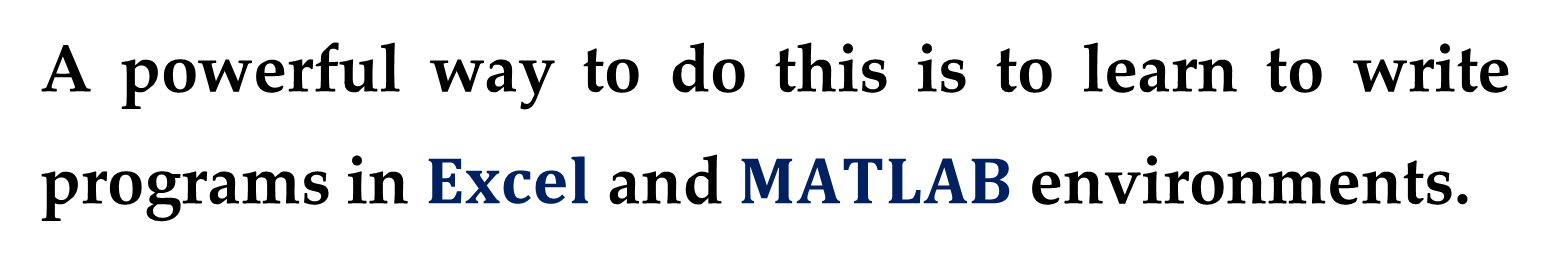 A powerful way to do this is to learn to write
programs in Excel and MATLAB environments.